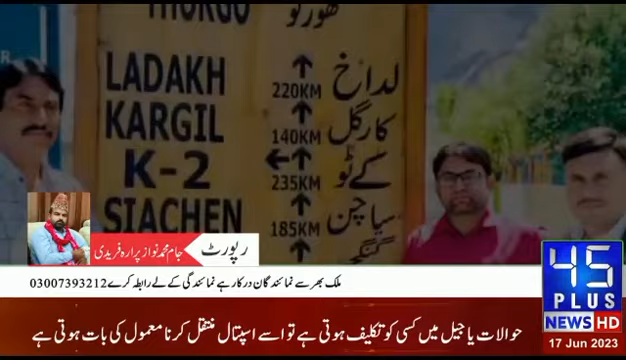 THORGO
ھورگو
LADAKH
220KM
لداخ
KARGIL
140KM
کارگل
K-2
235KM
کے ٹو
SIACHEN
185KM
سیاچن
رپورٹ
جام محمد نواز پرارہ فریدی
ملک بھر سے نمائندگان درکار ہے نمائندگی کے لے رابطہ کرے 03007393212
45
PLUS
NEWS HD
17 Jun 2023
حوالات یا جیل میں کسی کو تکلیف ہوتی ہے تو اسے اسپتال منتقل کرنا معمول کی بات ہوتی ہے